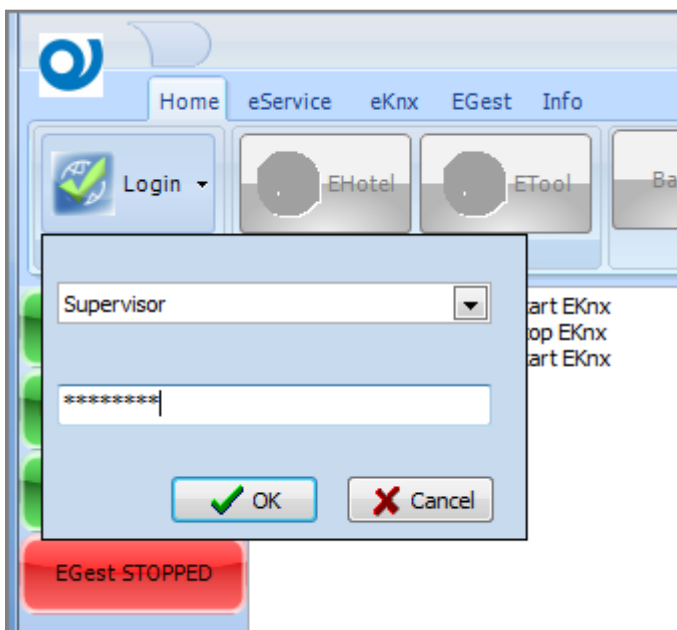 Home eService eKnx EGest Info
Login EHotel ETool Ba
Supervisor
art EKnx
op EKnx
art EKnx
********
OK Cancel
EGest STOPPED